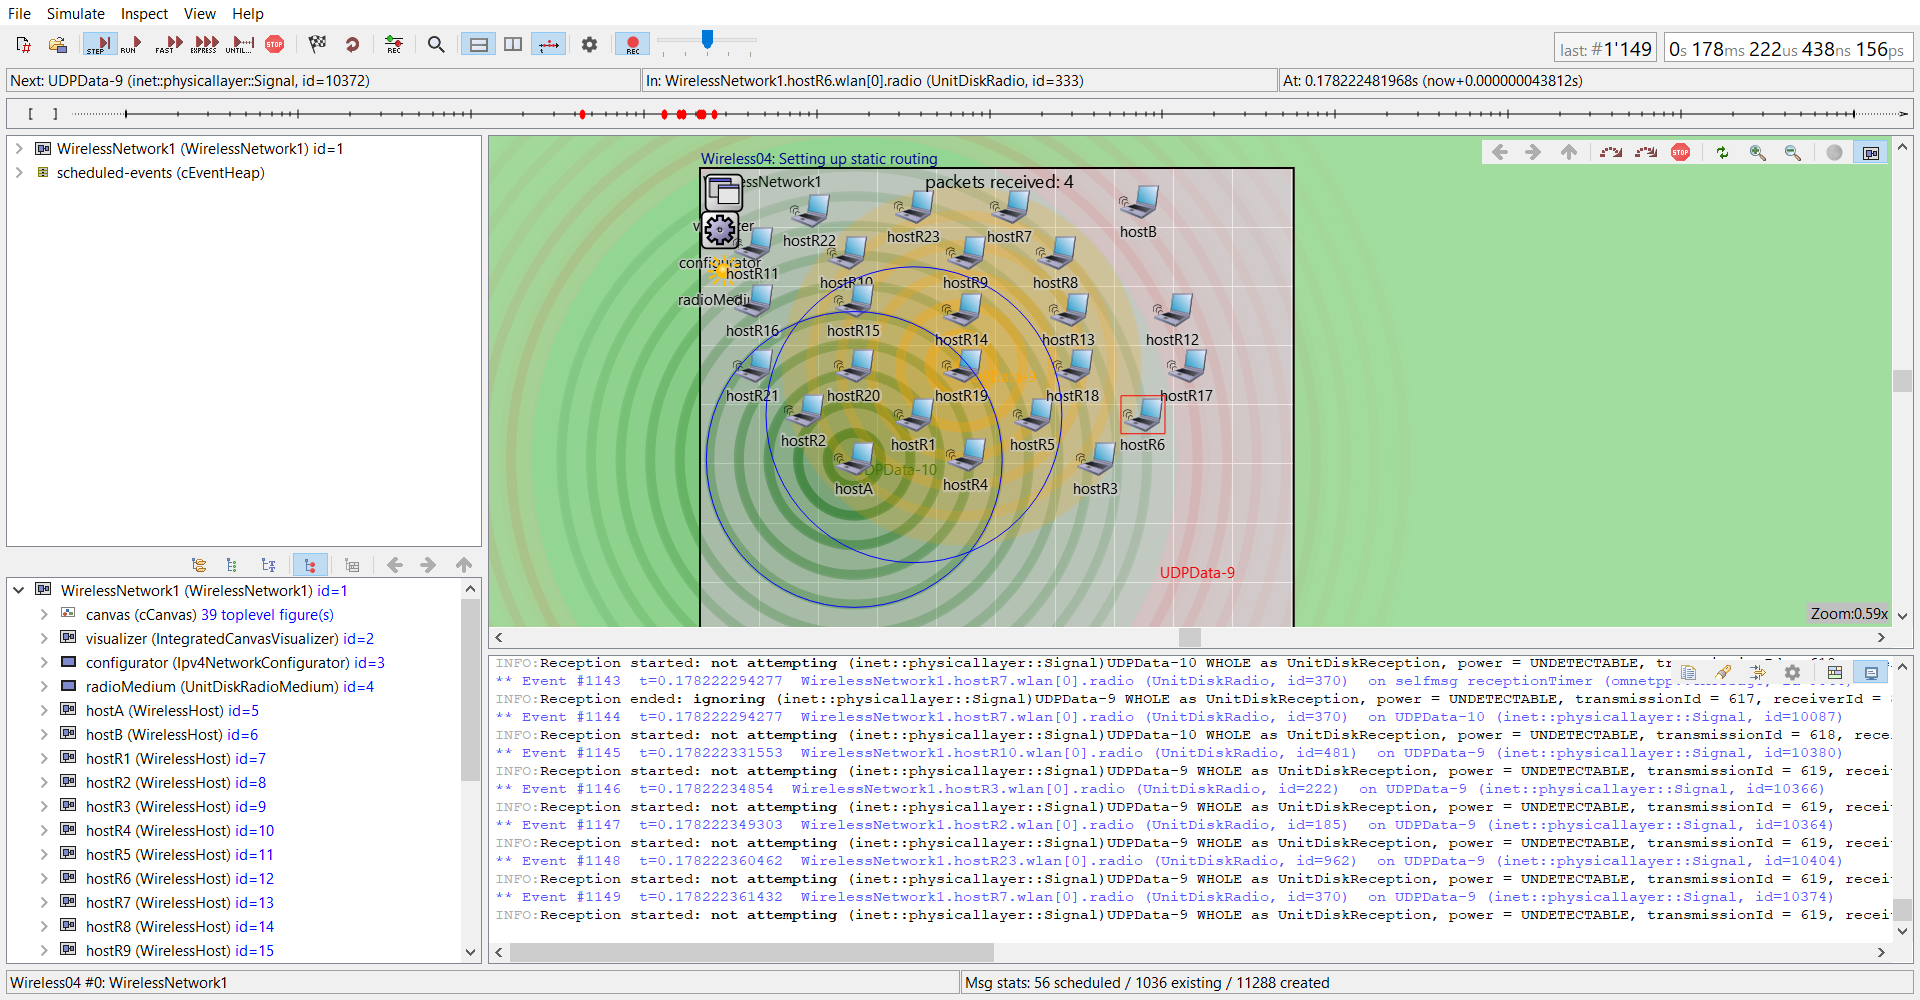 File Simulate Inspect View Help
STEP RUN FAST EXPRESS UNTIL... STOP REC REC
last: #1'149 0s 178ms 222us 438ns 156ps
Next: UDPData-9 (inet::physicallayer::Signal, id=10372) In: WirelessNetwork1.hostR6.wlan[0].radio (UnitDiskRadio, id=333) At: 0.178222481968s (now+0.000000043812s)
[ ]
WirelessNetwork1 (WirelessNetwork1) id=1
scheduled-events (cEventHeap)
WirelessNetwork1 (WirelessNetwork1) id=1
canvas (cCanvas) 39 toplevel figure(s)
visualizer (IntegratedCanvasVisualizer) id=2
configurator (Ipv4NetworkConfigurator) id=3
radioMedium (UnitDiskRadioMedium) id=4
hostA (WirelessHost) id=5
hostB (WirelessHost) id=6
hostR1 (WirelessHost) id=7
hostR2 (WirelessHost) id=8
hostR3 (WirelessHost) id=9
hostR4 (WirelessHost) id=10
hostR5 (WirelessHost) id=11
hostR6 (WirelessHost) id=12
hostR7 (WirelessHost) id=13
hostR8 (WirelessHost) id=14
hostR9 (WirelessHost) id=15
Wireless04: Setting up static routing
STOP
essNetwork1 packets received: 4
hostR22 hostR23 hostR7 hostB
configurator
hostR11 hostR10 hostR9 hostR8
radioMedi
hostR16 hostR15 hostR14 hostR13 hostR12
hostR21 hostR20 hostR19 hostR18 hostR17
hostR2 hostR1 hostR5 hostR6
DPData-10
hostA hostR4 hostR3
UDPData-9
Zoom:0.59x
INFO:Reception started: not attempting (inet::physicallayer::Signal)UDPData-10 WHOLE as UnitDiskReception, power = UNDETECTABLE,
** Event #1143 t=0.178222294277 WirelessNetwork1.hostR7.wlan[0].radio (UnitDiskRadio, id=370) on selfmsg receptionTimer
INFO:Reception ended: ignoring (inet::physicallayer::Signal)UDPData-9 WHOLE as UnitDiskReception, power = UNDETECTABLE, transmissionId = 617, receiverId =
** Event #1144 t=0.178222294277 WirelessNetwork1.hostR7.wlan[0].radio (UnitDiskRadio, id=370) on UDPData-10 (inet::physicallayer::Signal, id=10087)
INFO:Reception started: not attempting (inet::physicallayer::Signal)UDPData-10 WHOLE as UnitDiskReception, power = UNDETECTABLE, transmissionId = 618, rece
** Event #1145 t=0.178222331553 WirelessNetwork1.hostR10.wlan[0].radio (UnitDiskRadio, id=481) on UDPData-9 (inet::physicallayer::Signal, id=10380)
INFO:Reception started: not attempting (inet::physicallayer::Signal)UDPData-9 WHOLE as UnitDiskReception, power = UNDETECTABLE, transmissionId = 619, recei
** Event #1146 t=0.17822234854 WirelessNetwork1.hostR3.wlan[0].radio (UnitDiskRadio, id=222) on UDPData-9 (inet::physicallayer::Signal, id=10366)
INFO:Reception started: not attempting (inet::physicallayer::Signal)UDPData-9 WHOLE as UnitDiskReception, power = UNDETECTABLE, transmissionId = 619, recei
** Event #1147 t=0.178222349303 WirelessNetwork1.hostR2.wlan[0].radio (UnitDiskRadio, id=185) on UDPData-9 (inet::physicallayer::Signal, id=10364)
INFO:Reception started: not attempting (inet::physicallayer::Signal)UDPData-9 WHOLE as UnitDiskReception, power = UNDETECTABLE, transmissionId = 619, recei
** Event #1148 t=0.178222360462 WirelessNetwork1.hostR23.wlan[0].radio (UnitDiskRadio, id=962) on UDPData-9 (inet::physicallayer::Signal, id=10404)
INFO:Reception started: not attempting (inet::physicallayer::Signal)UDPData-9 WHOLE as UnitDiskReception, power = UNDETECTABLE, transmissionId = 619, recei
** Event #1149 t=0.178222361432 WirelessNetwork1.hostR7.wlan[0].radio (UnitDiskRadio, id=370) on UDPData-9 (inet::physicallayer::Signal, id=10374)
INFO:Reception started: not attempting (inet::physicallayer::Signal)UDPData-9 WHOLE as UnitDiskReception, power = UNDETECTABLE, transmissionId = 619, recei
Wireless04 #0: WirelessNetwork1 Msg stats: 56 scheduled / 1036 existing / 11288 created